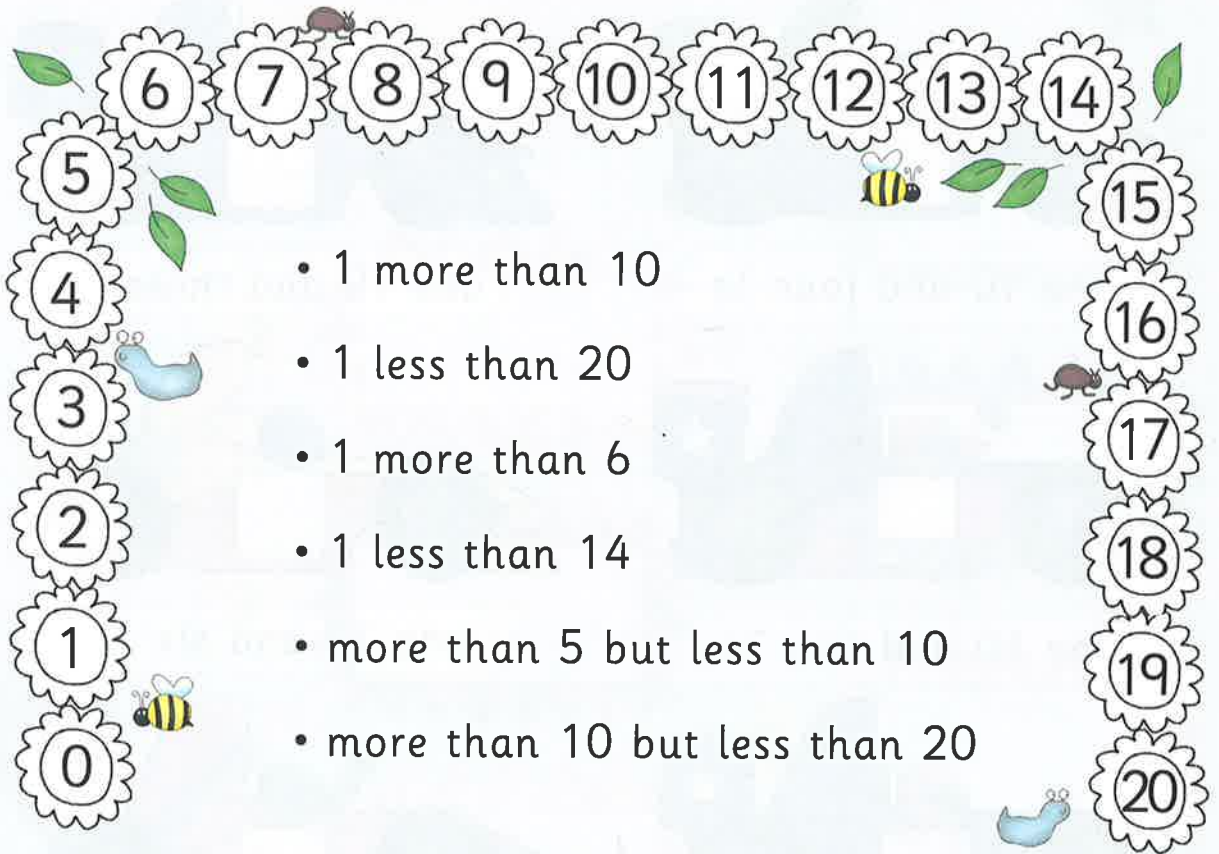 6 7 8 9 10 11 12 13 14
5
15
4
• 1 more than 10
16
• 1 less than 20
3
17
• 1 more than 6
2
18
• 1 less than 14
1
• more than 5 but less than 10
19
0
• more than 10 but less than 20
20